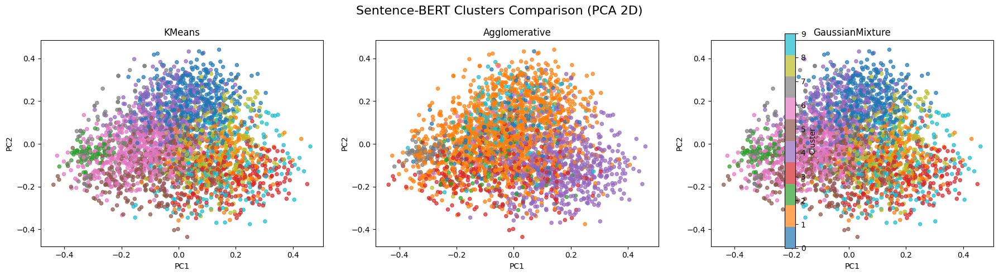 Sentence-BERT Clusters Comparison (PCA 2D)
KMeans
PC2
0.4
0.2
0.0
−0.2
−0.4
−0.4 −0.2 0.0 0.2 0.4
PC1
Agglomerative
PC2
0.4
0.2
0.0
−0.2
−0.4
−0.4 −0.2 0.0 0.2 0.4
PC1
GaussianMixture
PC2
0.4
0.2
0.0
−0.2
−0.4
−0.4 −0.2 0.0 0.2 0.4
PC1
9
8
7
6
5
4
3
2
1
0
Cluster